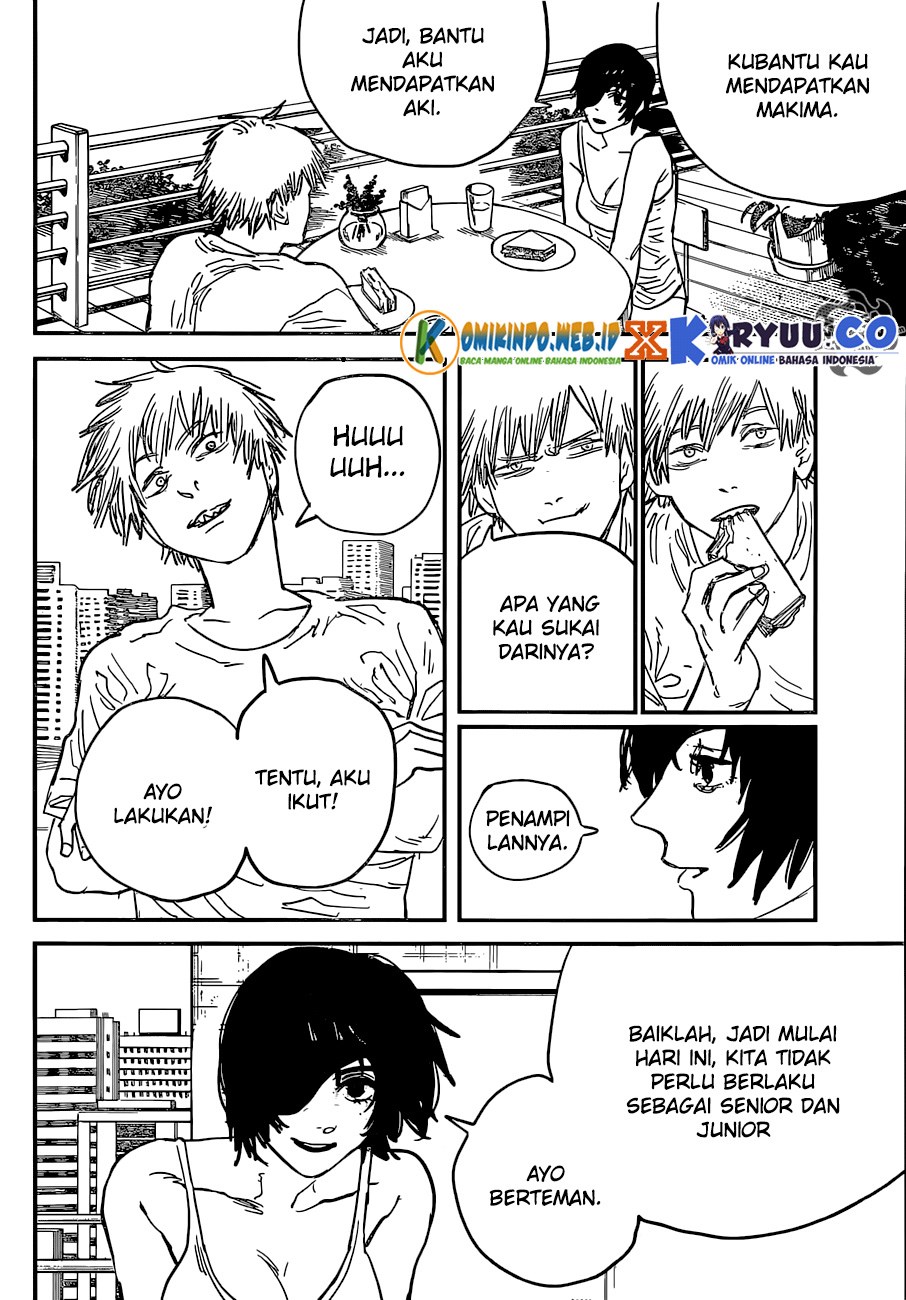 KUBANTU KAU
MENDAPATKAN
MAKIMA.
JADI, BANTU
AKU
MENDAPATKAN
AKI.
KOMIKINDO.WEB.ID
BACA MANGA ONLINE BAHASA INDONESIA
X
KIRYUU.CO
OMIK ONLINE BAHASA INDONESIA
APA YANG
KAU SUKAI
DARINYA?
PENAMPI
LANNYA.
HUUU
UUH...
TENTU, AKU
IKUT!
AYO
LAKUKAN!
BAIKLAH, JADI MULAI
HARI INI, KITA TIDAK
PERLU BERLAKU
SEBAGAI SENIOR DAN
JUNIOR
AYO
BERTEMAN.